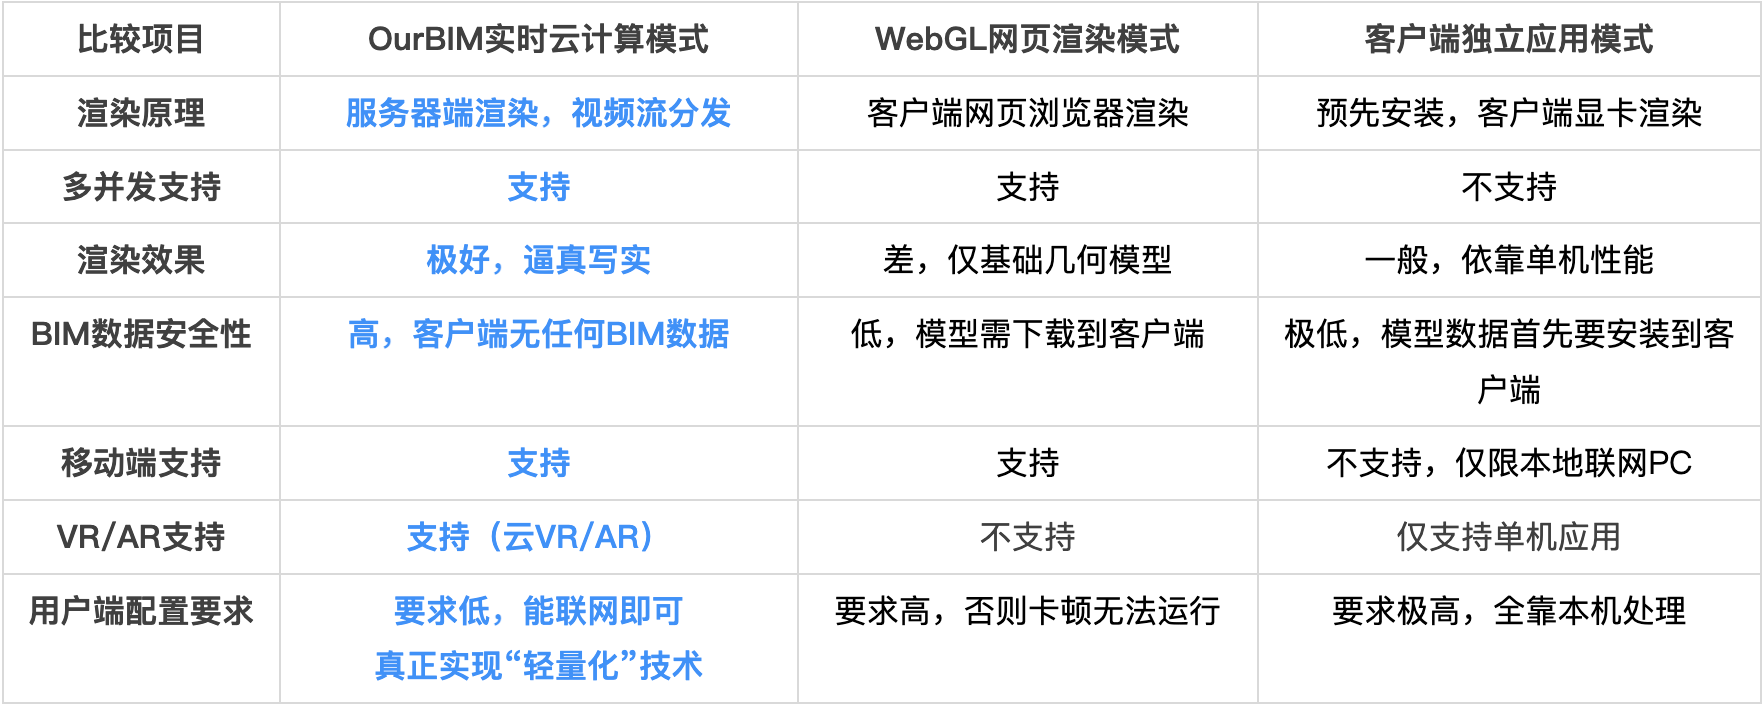 比较项目 OurBIM实时云计算模式 WebGL网页渲染模式 客户端独立应用模式
渲染原理 服务器端渲染，视频流分发 客户端网页浏览器渲染 预先安装，客户端显卡渲染
多并发支持 支持 支持 不支持
渲染效果 极好，逼真写实 差，仅基础几何模型 一般，依靠单机性能
BIM数据安全性 高，客户端无任何BIM数据 低，模型需下载到客户端 极低，模型数据首先要安装到客
户端
移动端支持 支持 支持 不支持，仅限本地联网PC
VR/AR支持 支持（云VR/AR） 不支持 仅支持单机应用
用户端配置要求 要求低，能联网即可 要求高，否则卡顿无法运行 要求极高，全靠本机处理
真正实现“轻量化”技术